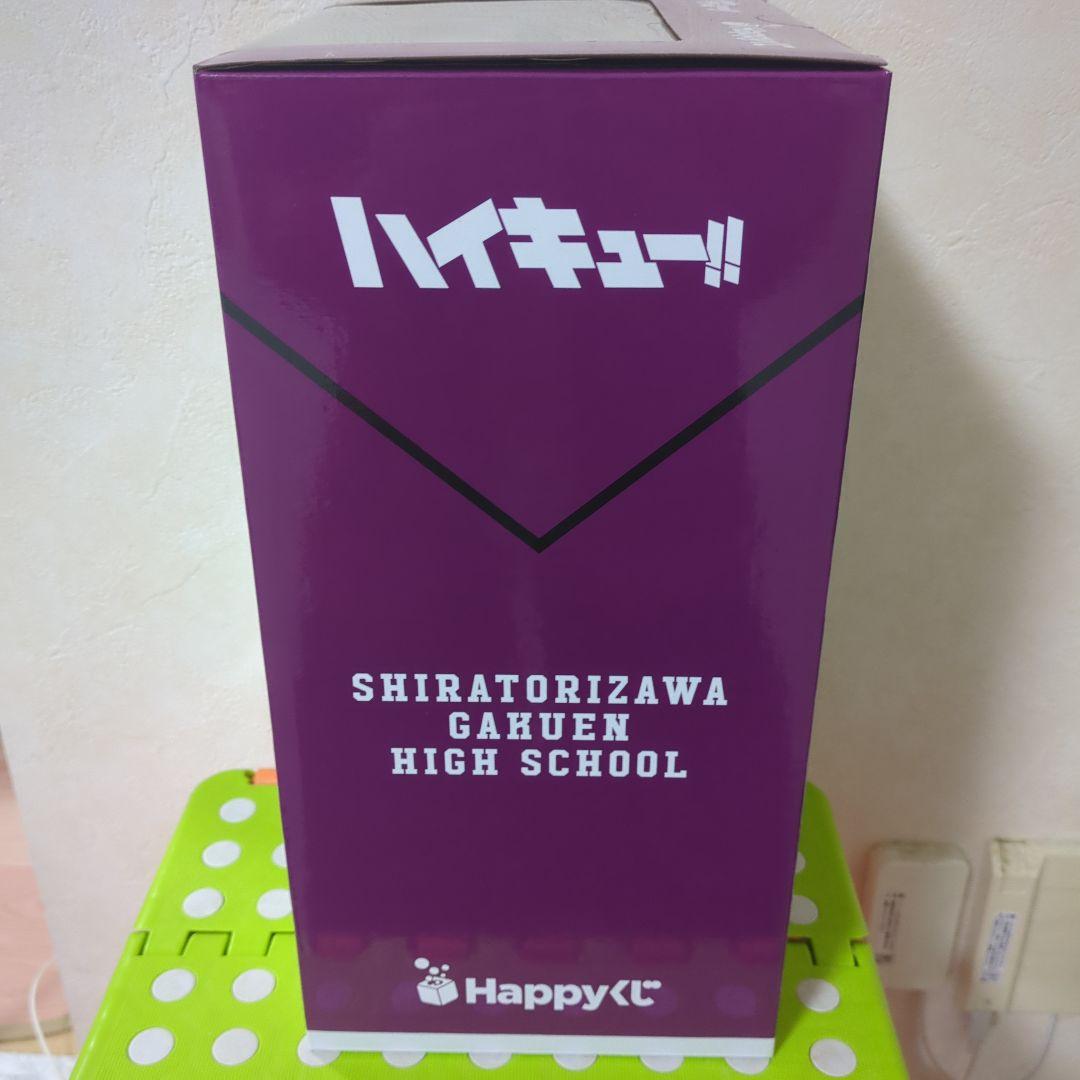 ハイキュー!!
SHIRATORIZAWA
GAKUEN
HIGH SCHOOL
Happyくじ